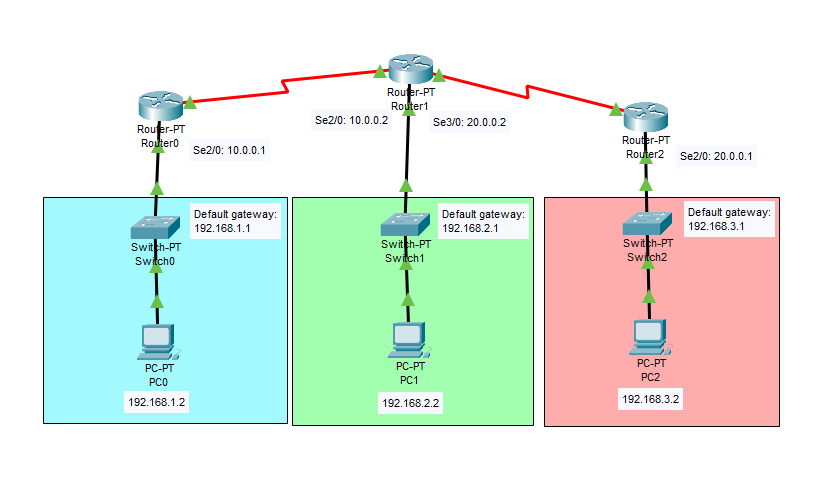 Router-PT
Router1
Se2/0: 10.0.0.2
Se3/0: 20.0.0.2
Router-PT
Router0
Se2/0: 10.0.0.1
Router-PT
Router2
Se2/0: 20.0.0.1
Default gateway:
192.168.1.1
Switch-PT
Switch0
PC-PT
PC0
192.168.1.2
Default gateway:
192.168.2.1
Switch-PT
Switch1
PC-PT
PC1
192.168.2.2
Default gateway:
192.168.3.1
Switch-PT
Switch2
PC-PT
PC2
192.168.3.2